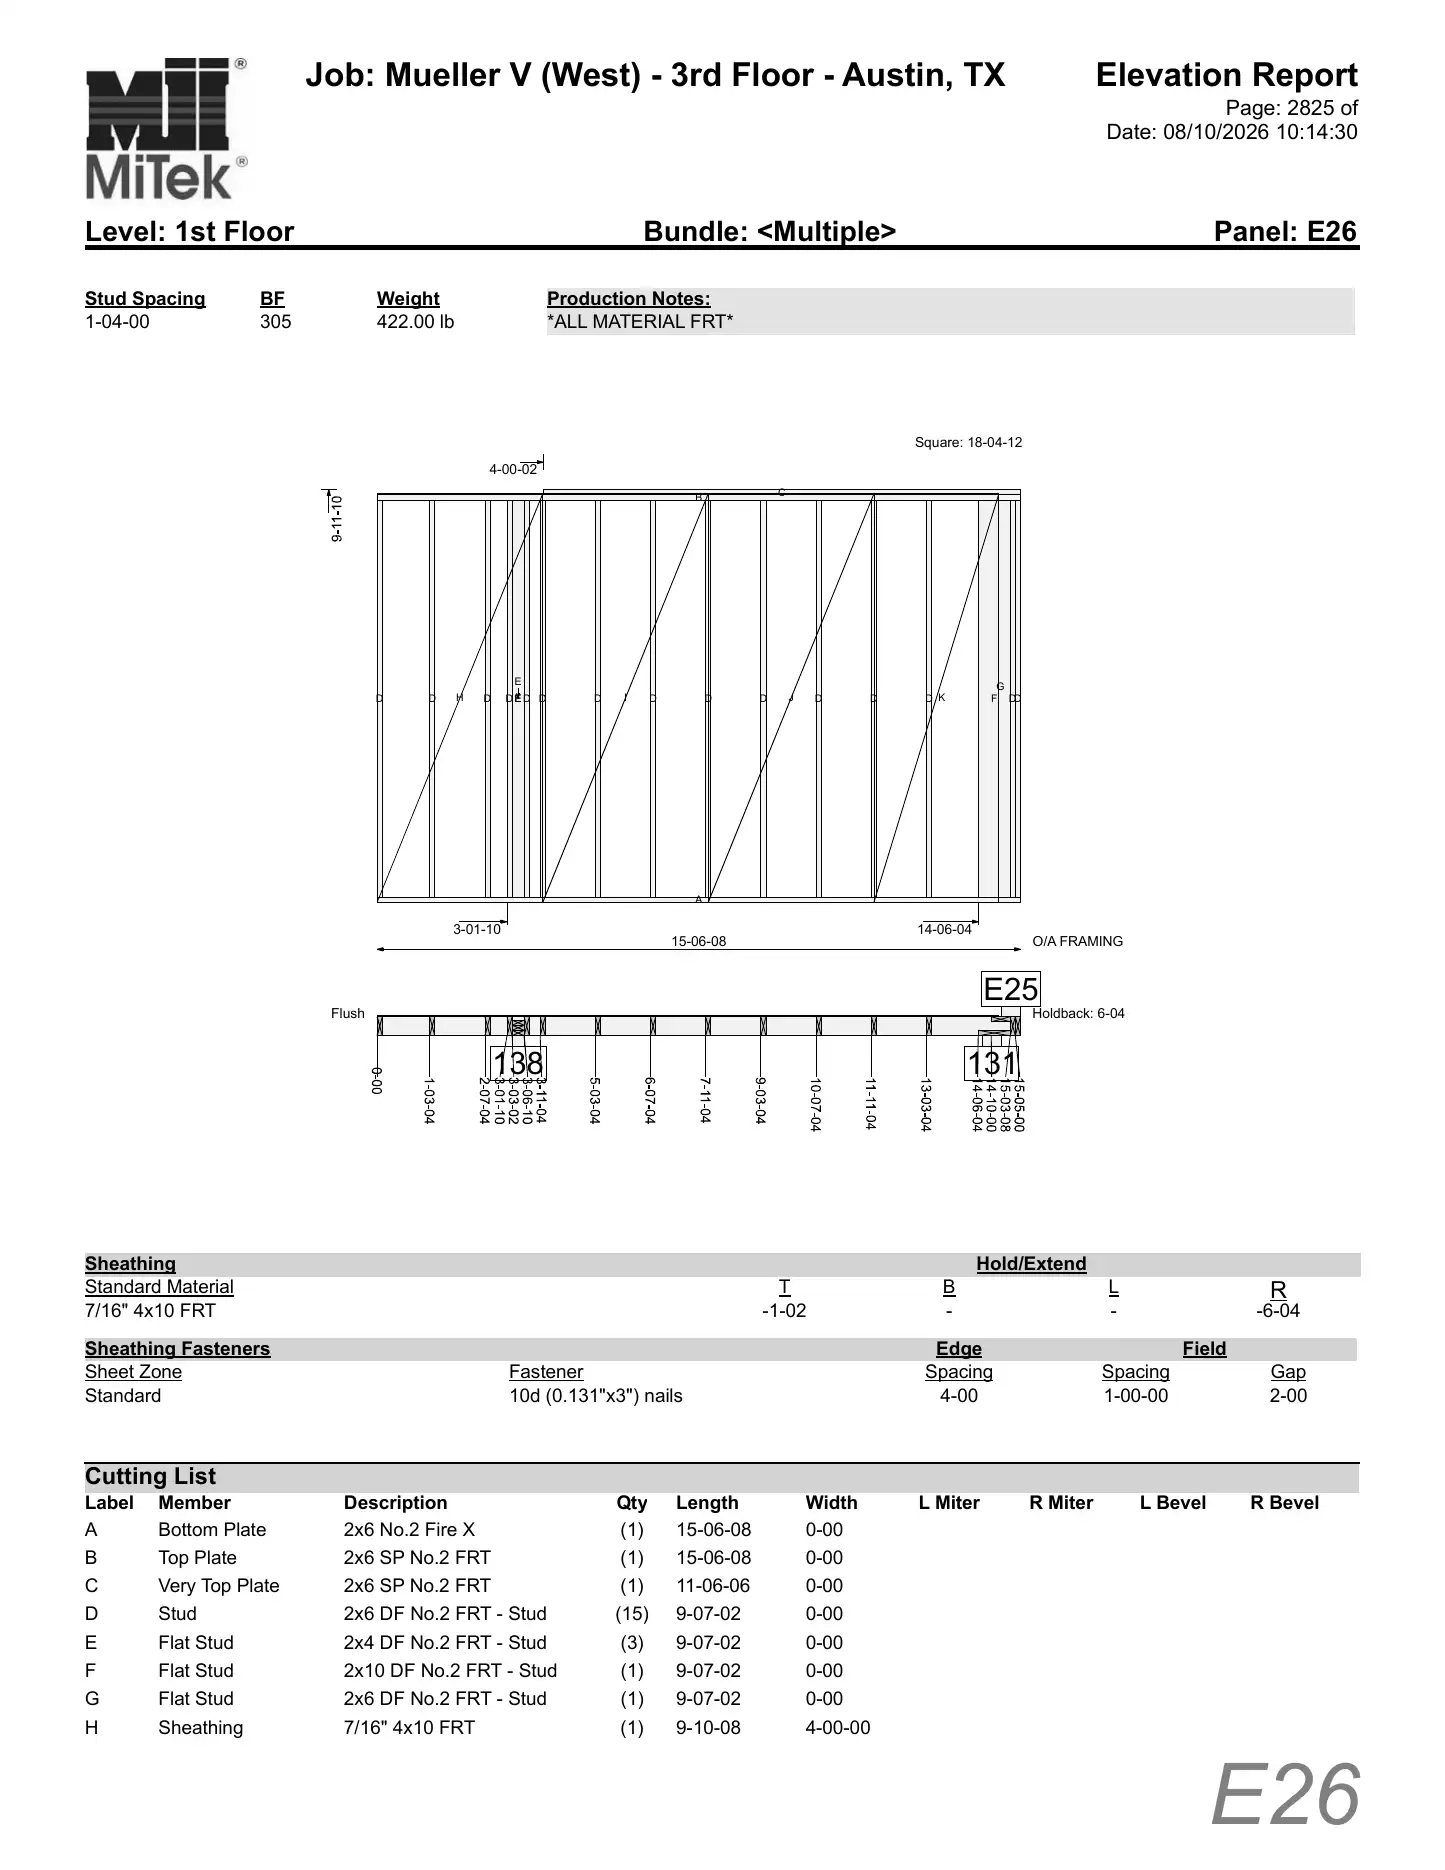 Job: Mueller V (West) - 3rd Floor - Austin, TX
Elevation Report
Page: 2825 of
Date: 08/10/2026 10:14:30
MiTek®
Level: 1st Floor Bundle: <Multiple> Panel: E26
Stud Spacing BF Weight Production Notes:
1-04-00 305 422.00 lb *ALL MATERIAL FRT*
Square: 18-04-12
4-00-02
9-11-10
B C
E
G
D D H D D E D D D I D D D J D D D K F D D
A
3-01-10 14-06-04
15-06-08 O/A FRAMING
E25
Flush Holdback: 6-04
138 131
0-00 1-03-04 2-07-04 3-01-10 3-03-02 3-06-10 3-11-04 5-03-04 6-07-04 7-11-04 9-03-04 10-07-04 11-11-04 13-03-04 14-06-04 14-10-00 15-03-08 15-05-00
Sheathing Hold/Extend
Standard Material T B L R
7/16" 4x10 FRT -1-02 - - -6-04
Sheathing Fasteners Edge Field
Sheet Zone Fastener Spacing Spacing Gap
Standard 10d (0.131"x3") nails 4-00 1-00-00 2-00
Cutting List
Label Member Description Qty Length Width L Miter R Miter L Bevel R Bevel
A Bottom Plate 2x6 No.2 Fire X (1) 15-06-08 0-00
B Top Plate 2x6 SP No.2 FRT (1) 15-06-08 0-00
C Very Top Plate 2x6 SP No.2 FRT (1) 11-06-06 0-00
D Stud 2x6 DF No.2 FRT - Stud (15) 9-07-02 0-00
E Flat Stud 2x4 DF No.2 FRT - Stud (3) 9-07-02 0-00
F Flat Stud 2x10 DF No.2 FRT - Stud (1) 9-07-02 0-00
G Flat Stud 2x6 DF No.2 FRT - Stud (1) 9-07-02 0-00
H Sheathing 7/16" 4x10 FRT (1) 9-10-08 4-00-00
E26